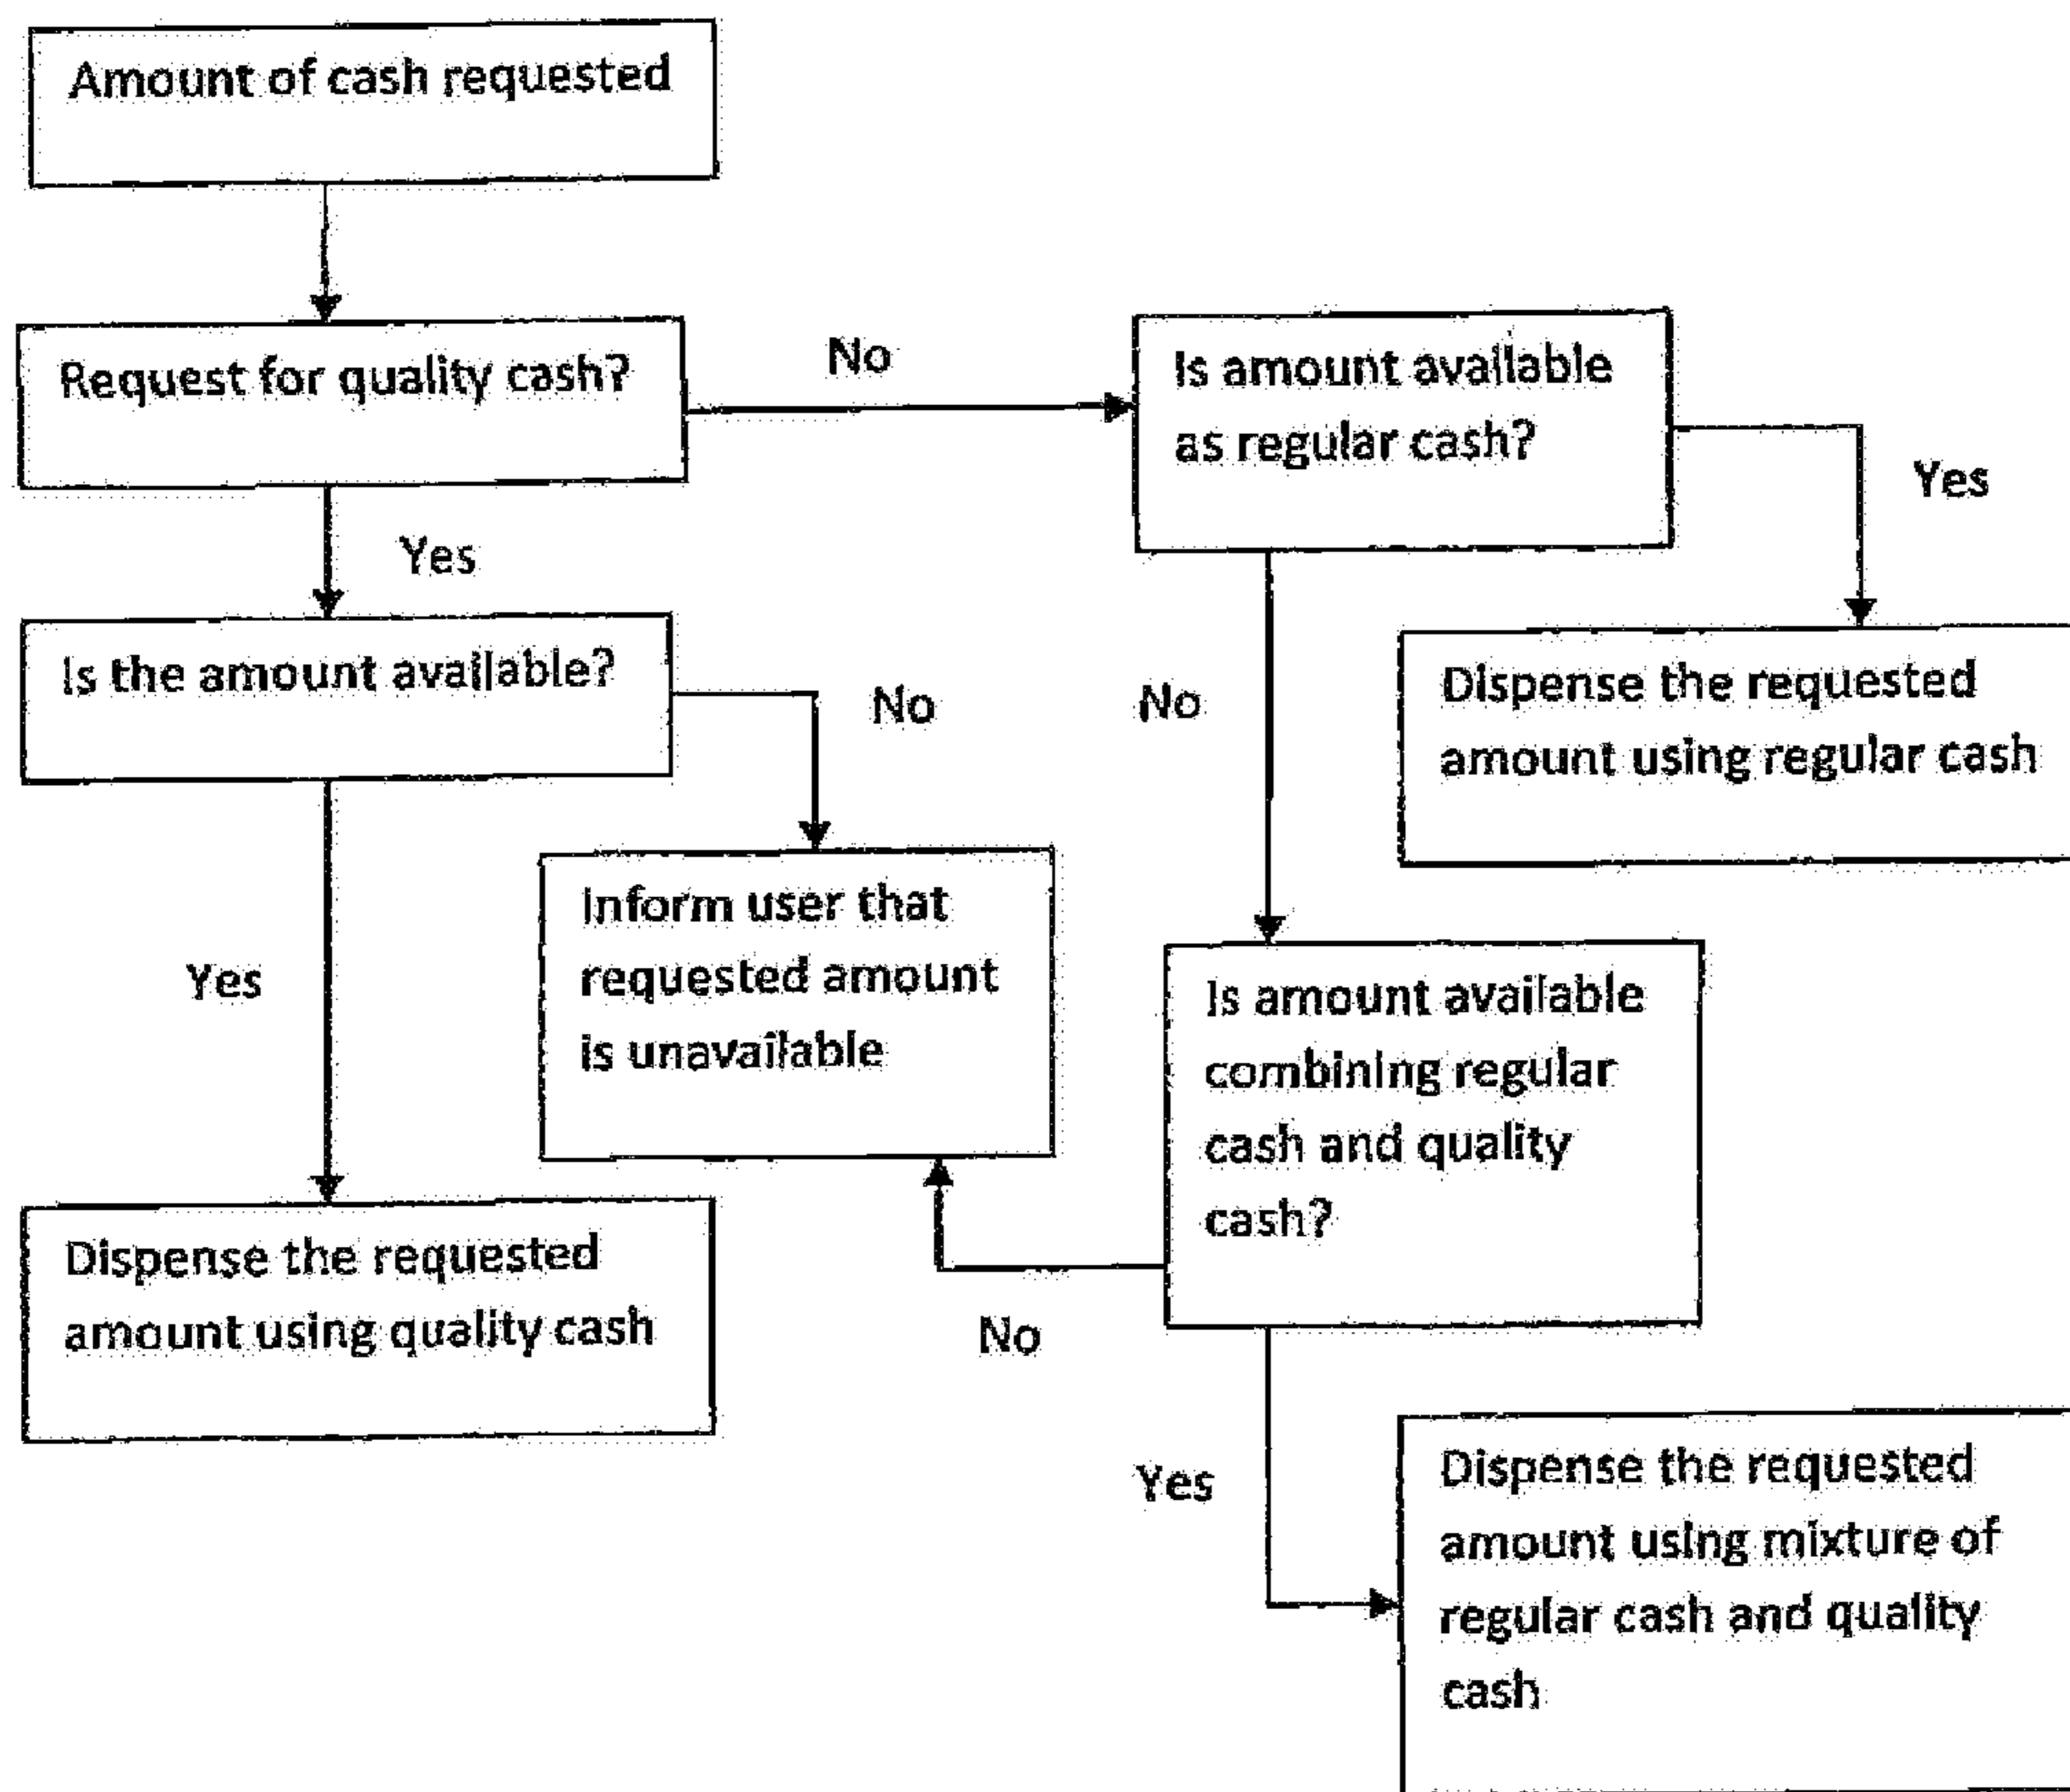 Amount of cash requested
Request for quality cash?
No
Is amount available
as regular cash?
Yes
Yes
Is the amount available?
No
No
Dispense the requested
amount using regular cash
Inform user that
requested amount
is unavailable
Yes
Is amount available
combining regular
cash and quality
cash?
Dispense the requested
amount using quality cash
No
Yes
Dispense the requested
amount using mixture of
regular cash and quality
cash